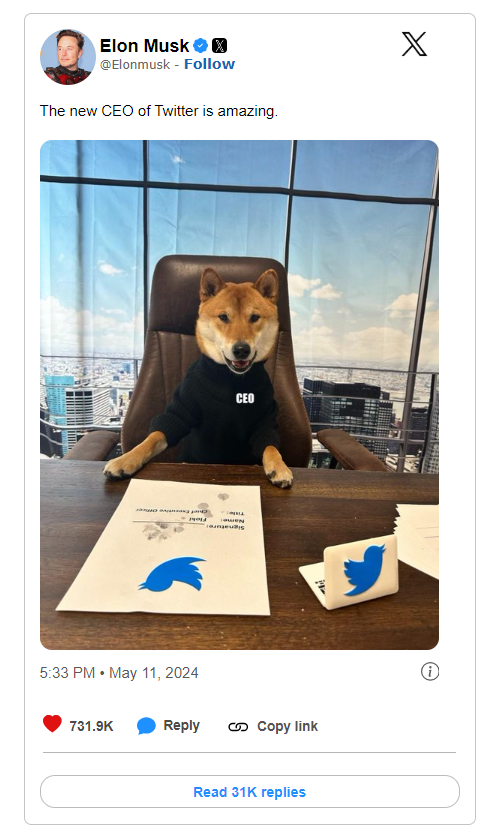 Elon Musk
@Elonmusk - Follow
The new CEO of Twitter is amazing.
CEO
Chief Executive Officer
Title:
Floki
Name:
Signature:
5:33 PM • May 11, 2024
731.9K
Reply
Copy link
Read 31K replies